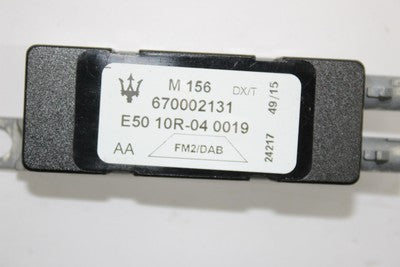 M 156 DX/T
670002131
E50 10R-04 0019
AA FM2/DAB
24217 49/15